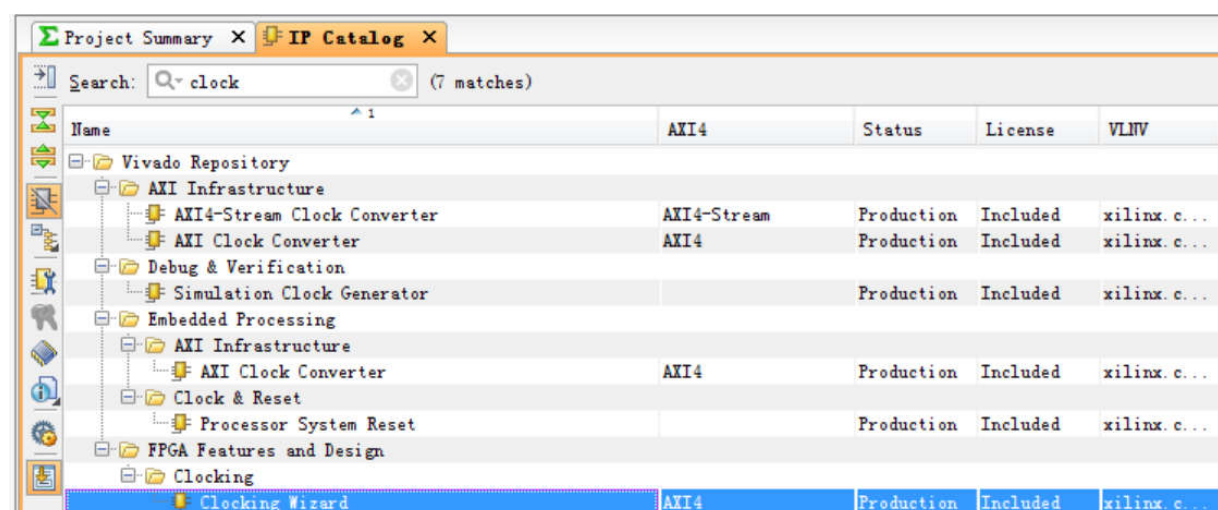 Project Summary × IP Catalog ×
Search: clock (7 matches)
Name 1 AXI4 Status License VLNV
Vivado Repository
AXI Infrastructure
AXI4-Stream Clock Converter AXI4-Stream Production Included xilinx.c...
AXI Clock Converter AXI4 Production Included xilinx.c...
Debug & Verification
Simulation Clock Generator Production Included xilinx.c...
Embedded Processing
AXI Infrastructure
AXI Clock Converter AXI4 Production Included xilinx.c...
Clock & Reset
Processor System Reset Production Included xilinx.c...
FPGA Features and Design
Clocking
Clocking Wizard AXI4 Production Included xilinx.c...